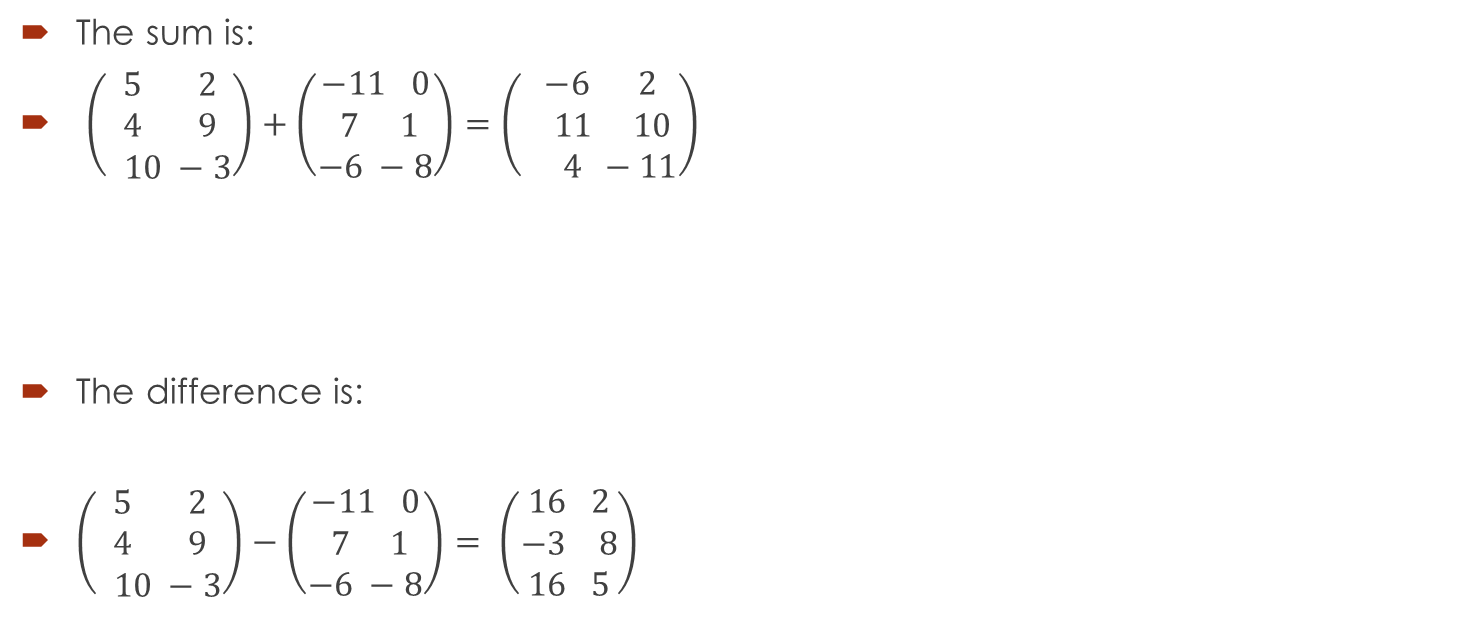 The sum is:
( 5 2
4 9
10 − 3 ) + ( −11 0
7 1
−6 − 8 ) = ( −6 2
11 10
4 − 11 )
The difference is:
( 5 2
4 9
10 − 3 ) − ( −11 0
7 1
−6 − 8 ) = ( 16 2
−3 8
16 5 )